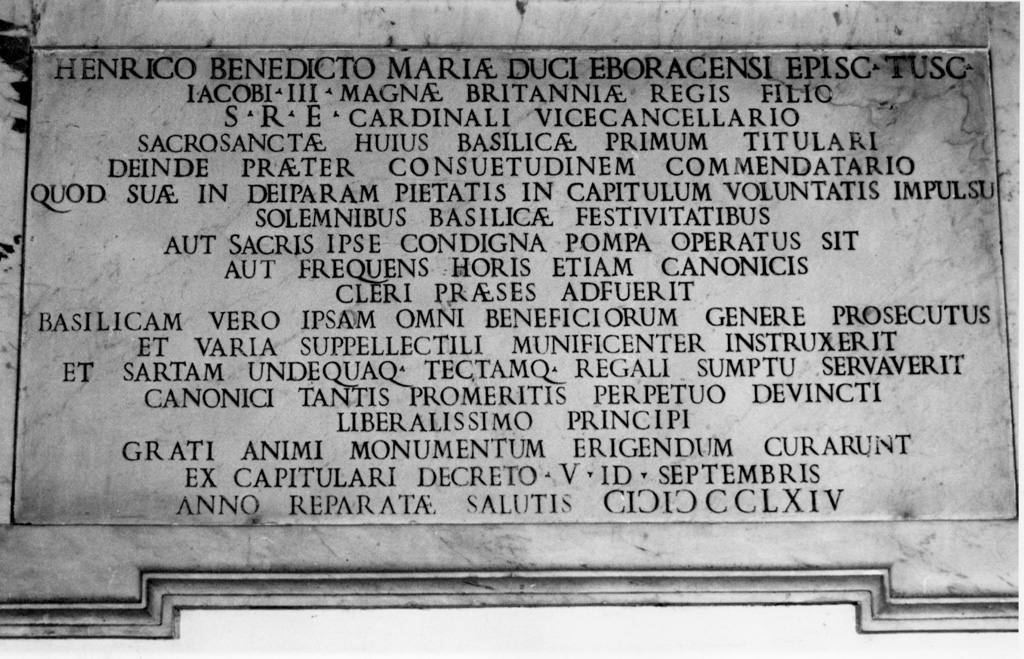 HENRICO BENEDICTO MARIÆ DUCI EBORACENSI EPISC· TUSC·
IACOBI·III·MAGNÆ BRITANNIÆ REGIS FILIO
S·R·E·CARDINALI VICECANCELLARIO
SACROSANCTÆ HUIUS BASILICÆ PRIMUM TITULARI
DEINDE PRÆTER CONSUETUDINEM COMMENDATARIO
QUOD SUÆ IN DEIPARAM PIETATIS IN CAPITULUM VOLUNTATIS IMPULSU
SOLEMNIBUS BASILICÆ FESTIVITATIBUS
AUT SACRIS IPSE CONDIGNA POMPA OPERATUS SIT
AUT FREQUENS HORIS ETIAM CANONICIS
CLERI PRÆSES ADFUERIT
BASILICAM VERO IPSAM OMNI BENEFICIORUM GENERE PROSECUTUS
ET VARIA SUPPELLECTILI MUNIFICENTER INSTRUXERIT
ET SARTAM UNDEQUAQ· TECTAMQ· REGALI SUMPTU SERVAVERIT
CANONICI TANTIS PROMERITIS PERPETUO DEVINCTI
LIBERALISSIMO PRINCIPI
GRATI ANIMI MONUMENTUM ERIGENDUM CURARUNT
EX CAPITULARI DECRETO·V·ID·SEPTEMBRIS
ANNO REPARATÆ SALUTIS CIƆIƆCCLXIV